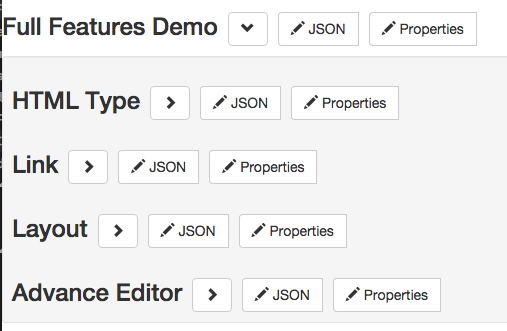 Full Features Demo JSON Properties
HTML Type JSON Properties
Link JSON Properties
Layout JSON Properties
Advance Editor JSON Properties